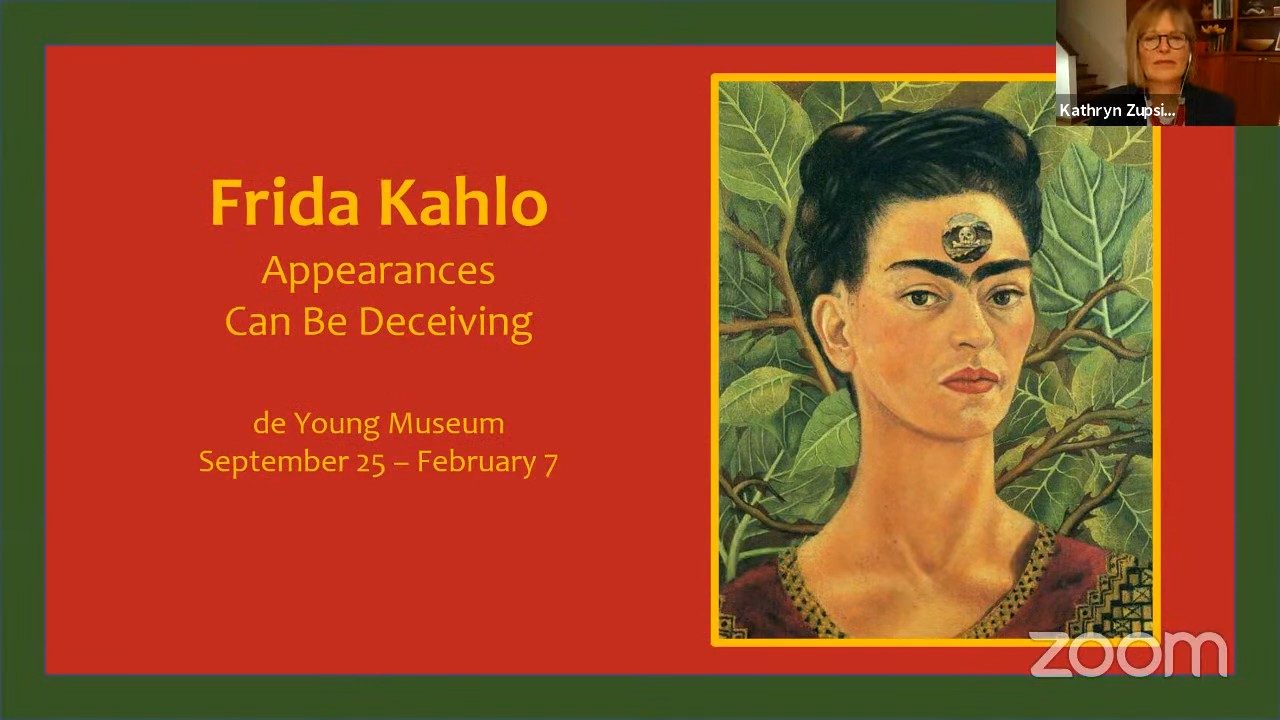 Frida Kahlo
Appearances
Can Be Deceiving
de Young Museum
September 25 – February 7
Kathryn Zupsi...
zoom